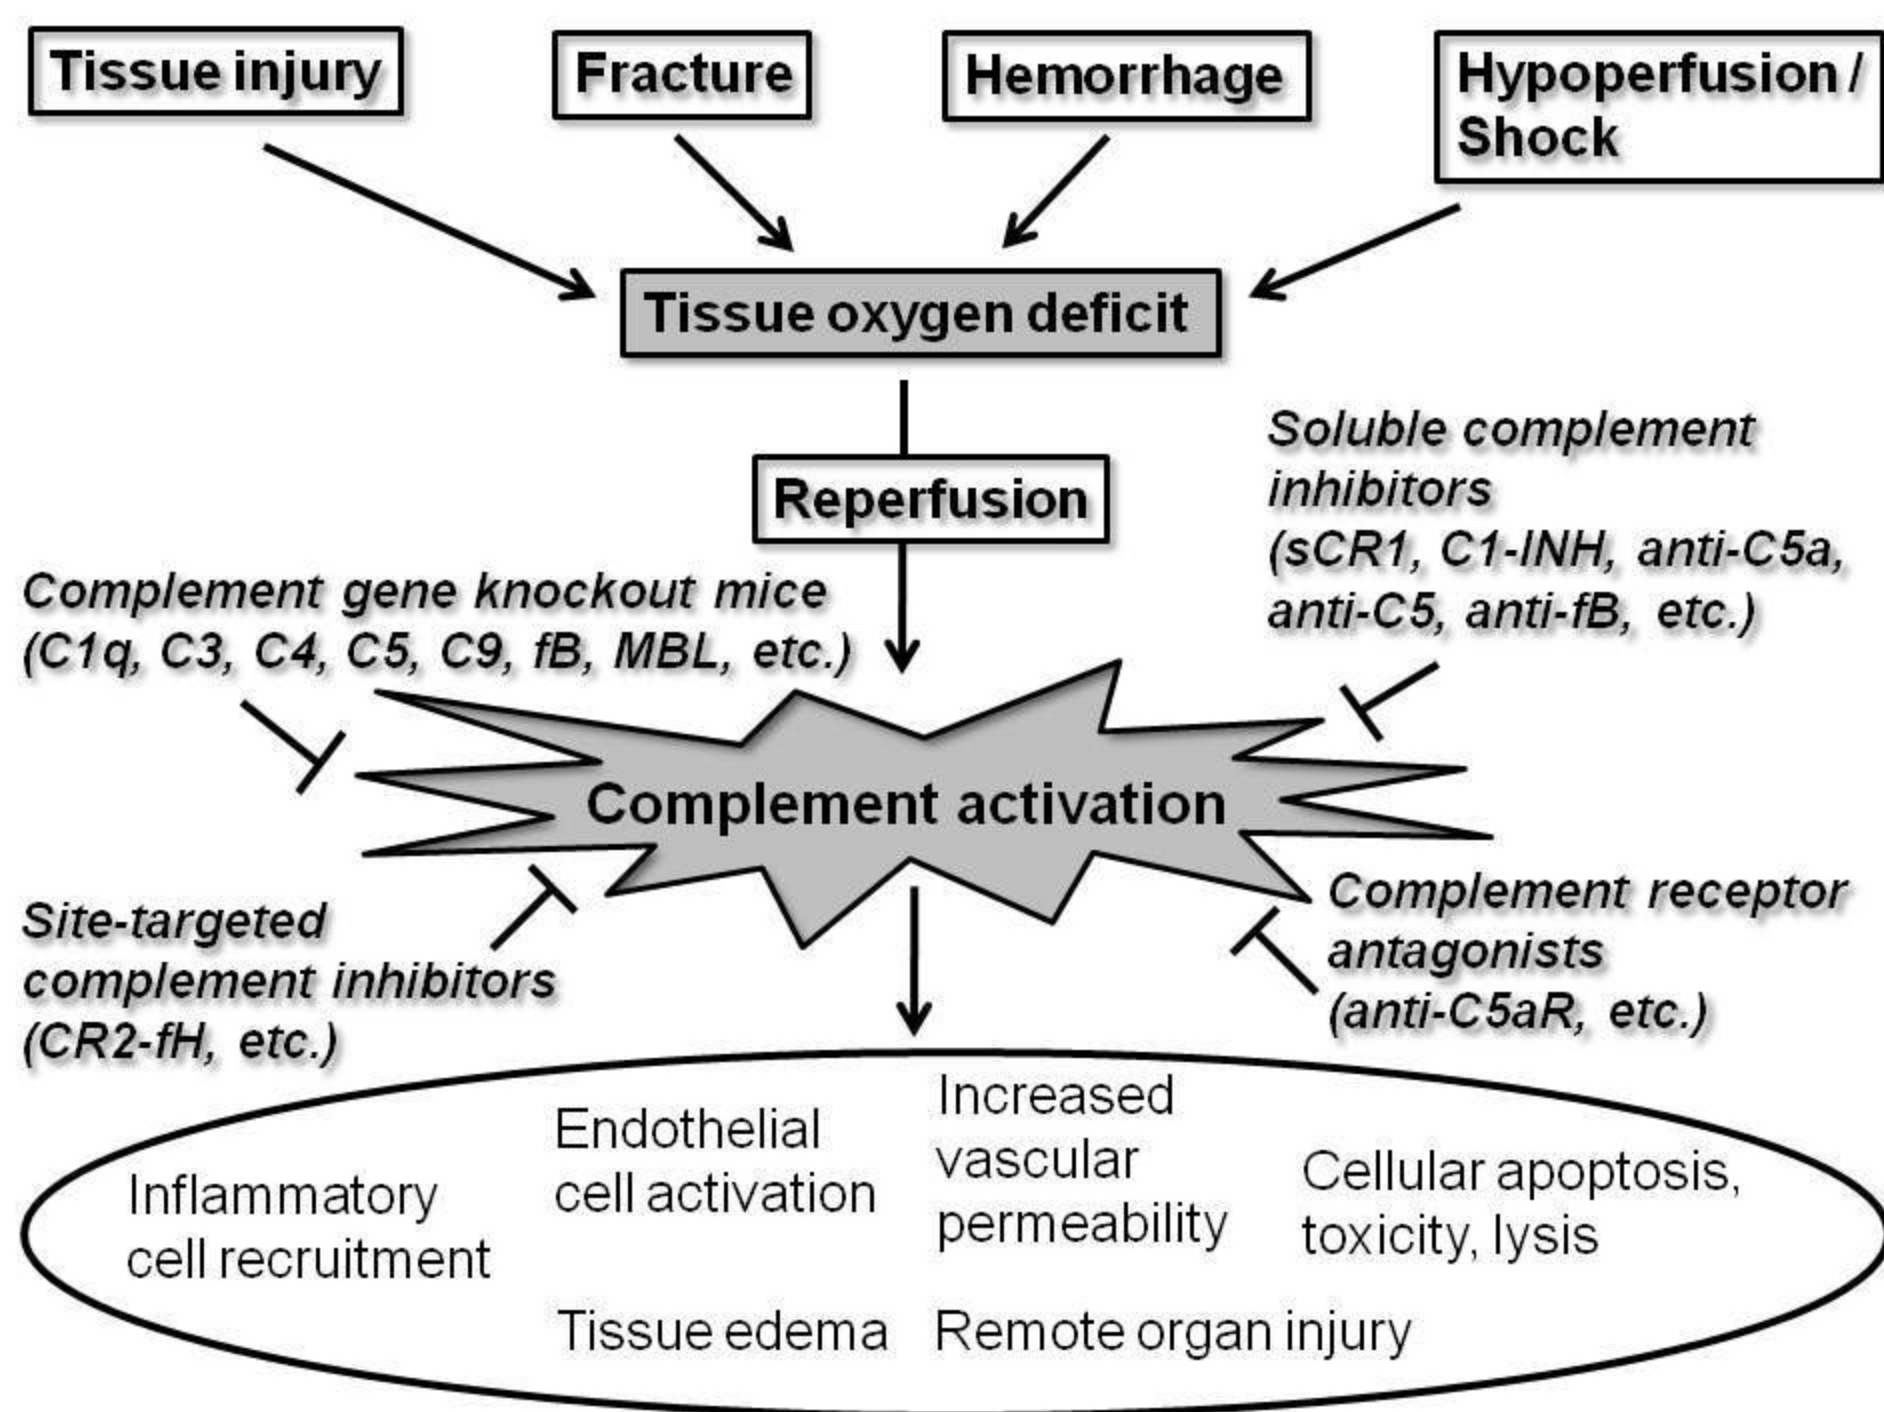 Tissue injury
Fracture
Hemorrhage
Hypoperfusion /
Shock
Tissue oxygen deficit
Reperfusion
Soluble complement
inhibitors
(sCR1, C1-INH, anti-C5a,
anti-C5, anti-fB, etc.)
Complement gene knockout mice
(C1q, C3, C4, C5, C9, fB, MBL, etc.)
Complement activation
Site-targeted
complement inhibitors
(CR2-fH, etc.)
Complement receptor
antagonists
(anti-C5aR, etc.)
Inflammatory
cell recruitment
Endothelial
cell activation
Increased
vascular
permeability
Cellular apoptosis,
toxicity, lysis
Tissue edema
Remote organ injury